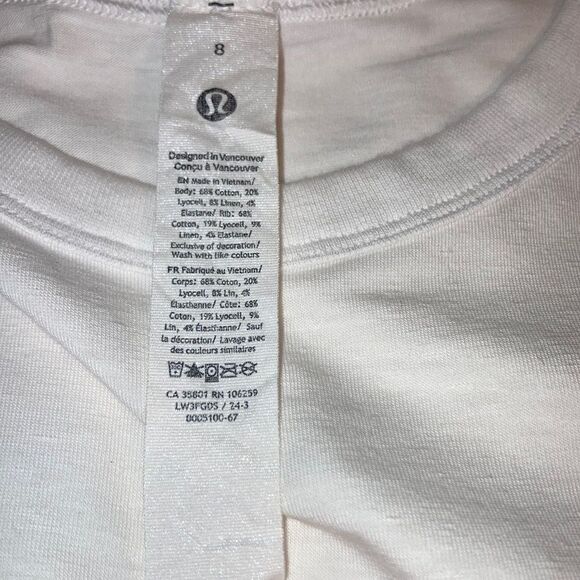 8
Designed in Vancouver
Conçu à Vancouver
EN Made in Vietnam/
Body: 68% Cotton, 20%
Lyocell, 8% Linen, 4%
Elastane/ Rib: 68%
Cotton, 19% Lyocell, 9%
Linen, 4% Elastane/
Exclusive of decoration/
Wash with like colours
FR Fabriqué au Vietnam/
Corps: 68% Coton, 20%
Lyocell, 8% Lin, 4%
Élasthanne/ Côte: 68%
Coton, 19% Lyocell, 9%
Lin, 4% Élasthanne/ Sauf
la décoration/ Lavage avec
des couleurs similaires
CA 35801 RN 106259
LW3FGDS / 24-3
0005100-67